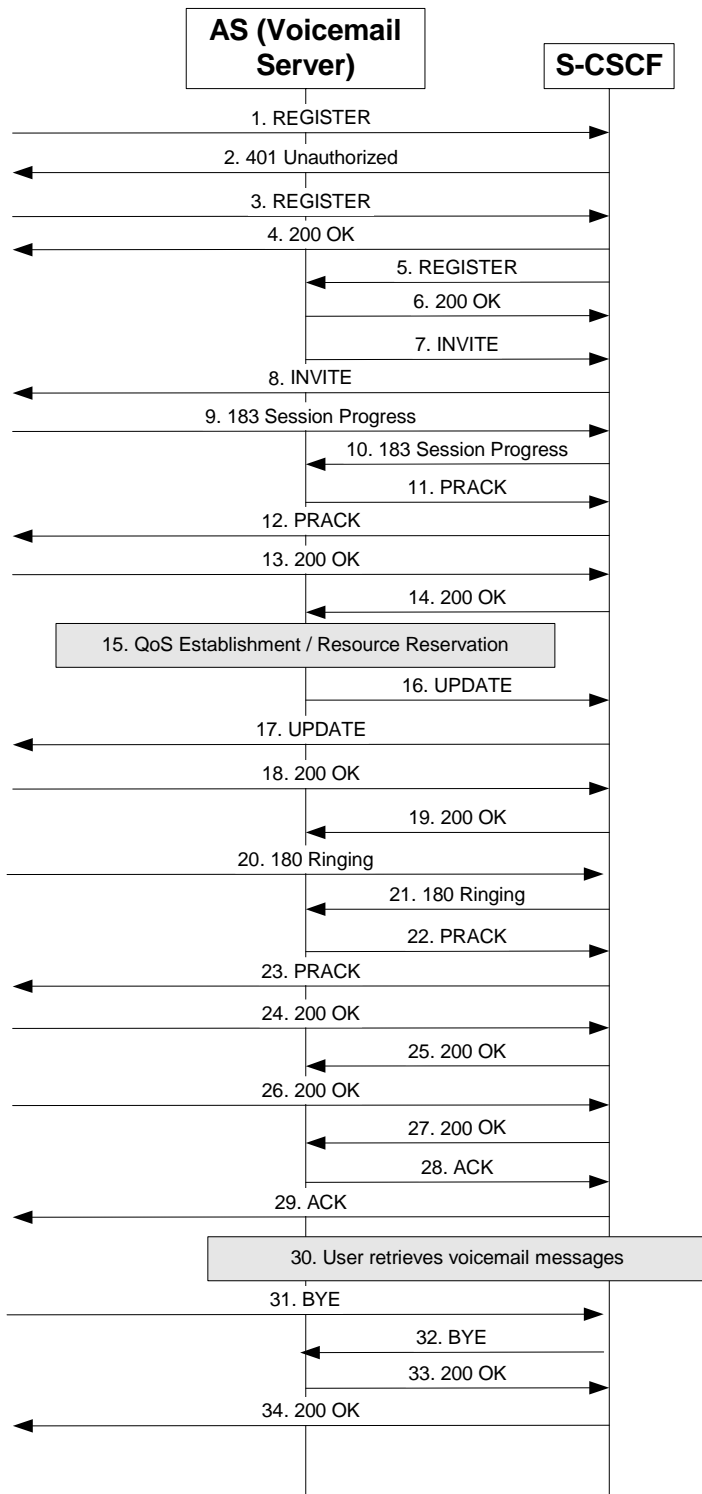 AS (Voicemail
Server)
S-CSCF
1. REGISTER
2. 401 Unauthorized
3. REGISTER
4. 200 OK
5. REGISTER
6. 200 OK
7. INVITE
8. INVITE
9. 183 Session Progress
10. 183 Session Progress
11. PRACK
12. PRACK
13. 200 OK
14. 200 OK
15. QoS Establishment / Resource Reservation
16. UPDATE
17. UPDATE
18. 200 OK
19. 200 OK
20. 180 Ringing
21. 180 Ringing
22. PRACK
23. PRACK
24. 200 OK
25. 200 OK
26. 200 OK
27. 200 OK
28. ACK
29. ACK
30. User retrieves voicemail messages
31. BYE
32. BYE
33. 200 OK
34. 200 OK